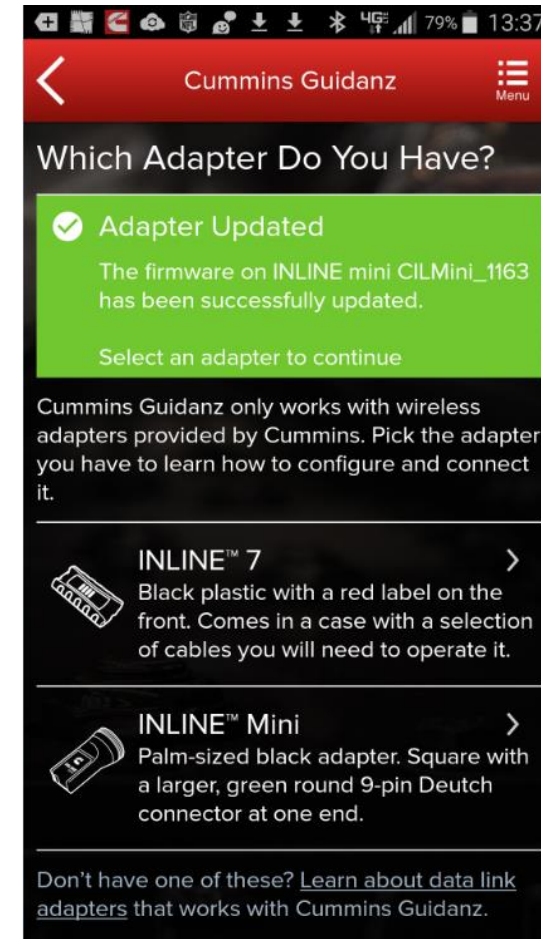 4G 79% 13:37
Cummins Guidanz
Menu
Which Adapter Do You Have?
Adapter Updated
The firmware on INLINE mini CILMini_1163
has been successfully updated.
Select an adapter to continue
Cummins Guidanz only works with wireless
adapters provided by Cummins. Pick the adapter
you have to learn how to configure and connect
it.
INLINE™ 7
Black plastic with a red label on the
front. Comes in a case with a selection
of cables you will need to operate it.
INLINE™ Mini
Palm-sized black adapter. Square with
a larger, green round 9-pin Deutch
connector at one end.
Don't have one of these? Learn about data link
adapters that works with Cummins Guidanz.